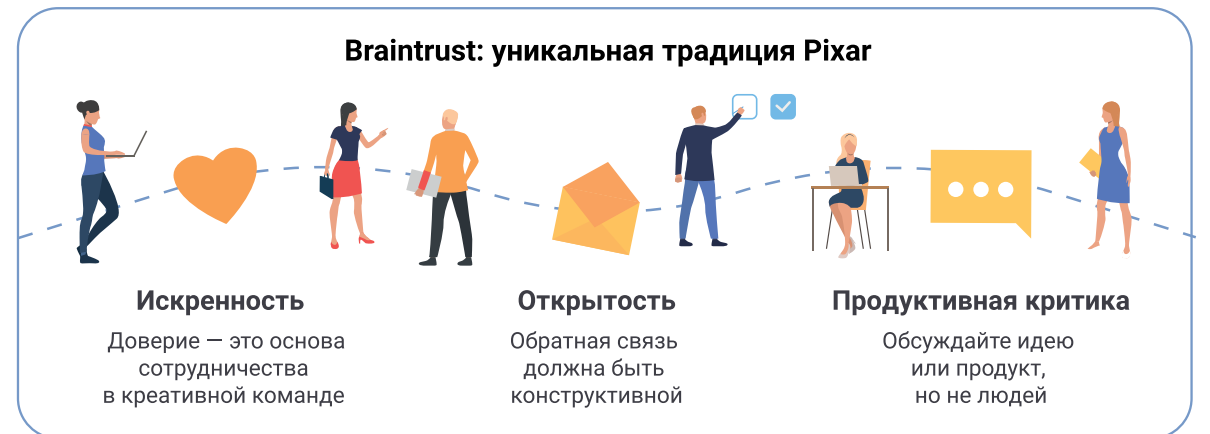 Braintrust: уникальная традиция Pixar
Искренность
Доверие — это основа
сотрудничества
в креативной команде
Открытость
Обратная связь
должна быть
конструктивной
Продуктивная критика
Обсуждайте идею
или продукт,
но не людей